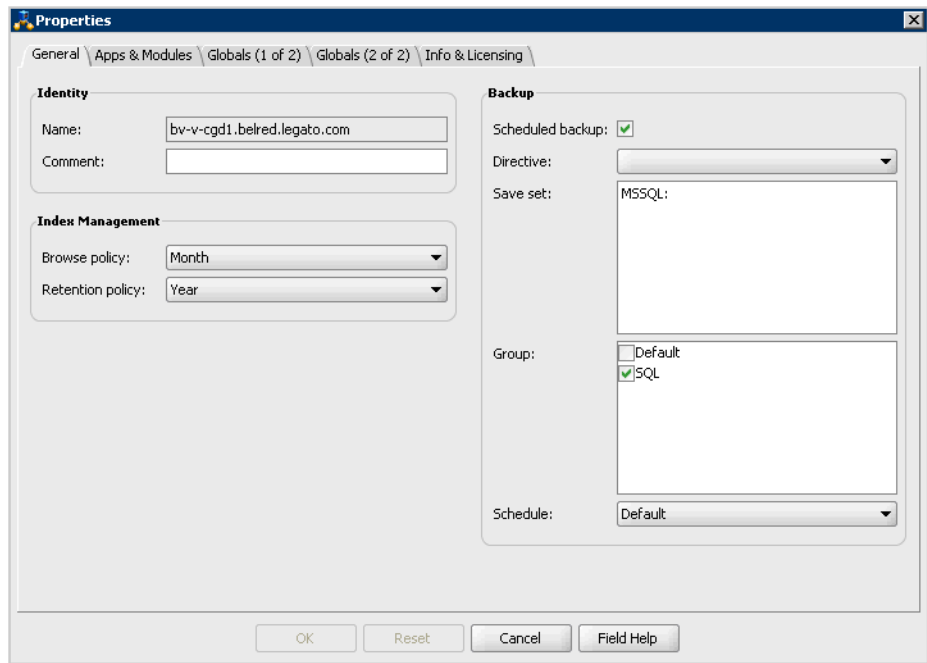 Properties
General Apps & Modules Globals (1 of 2) Globals (2 of 2) Info & Licensing
Identity
Name: bv-v-cgd1.belred.legato.com
Comment:
Index Management
Browse policy: Month
Retention policy: Year
Backup
Scheduled backup:
Directive:
Save set: MSSQL:
Group: Default
SQL
Schedule: Default
OK Reset Cancel Field Help